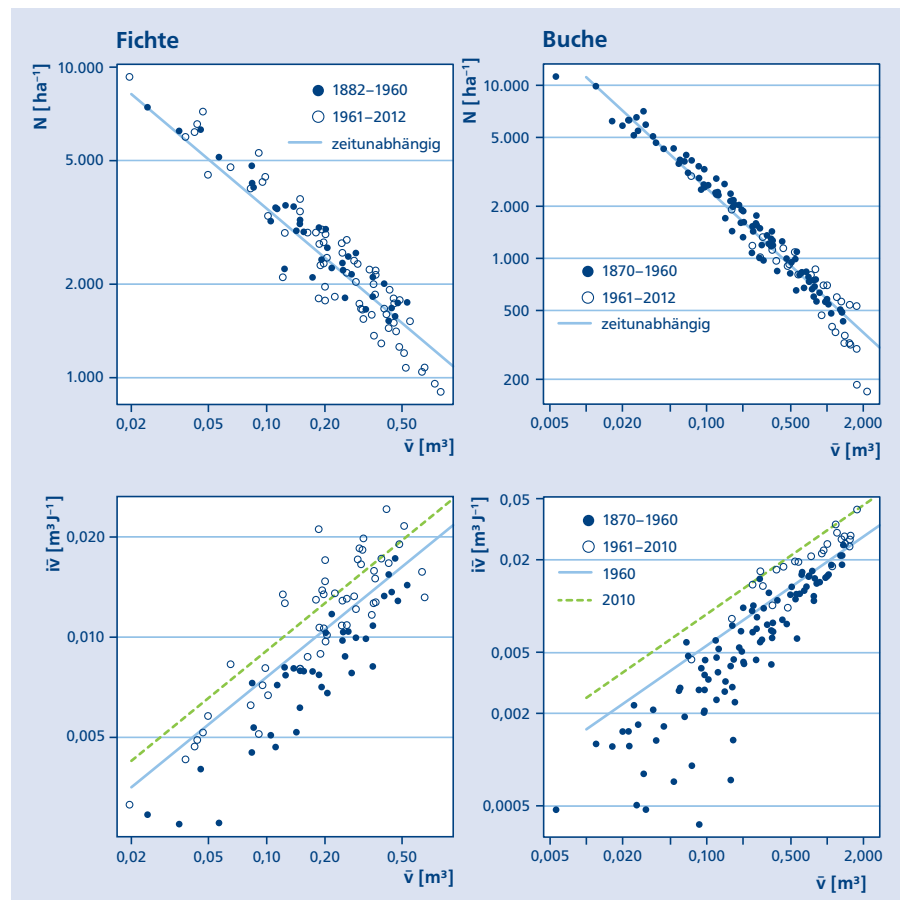 Fichte
N [ha⁻¹]
10.000
5.000
2.000
1.000
1882–1960
1961–2012
zeitunabhängig
0,02 0,05 0,10 0,20 0,50
v̄ [m³]
Buche
N [ha⁻¹]
10.000
5.000
2.000
1.000
500
200
1870–1960
1961–2012
zeitunabhängig
0,005 0,020 0,100 0,500 2,000
v̄ [m³]
iv̄ [m³ J⁻¹]
0,020
0,010
0,005
0,02 0,05 0,10 0,20 0,50
v̄ [m³]
iv̄ [m³ J⁻¹]
0,05
0,02
0,005
0,002
0,0005
1870–1960
1961–2010
1960
2010
0,005 0,020 0,100 0,500 2,000
v̄ [m³]